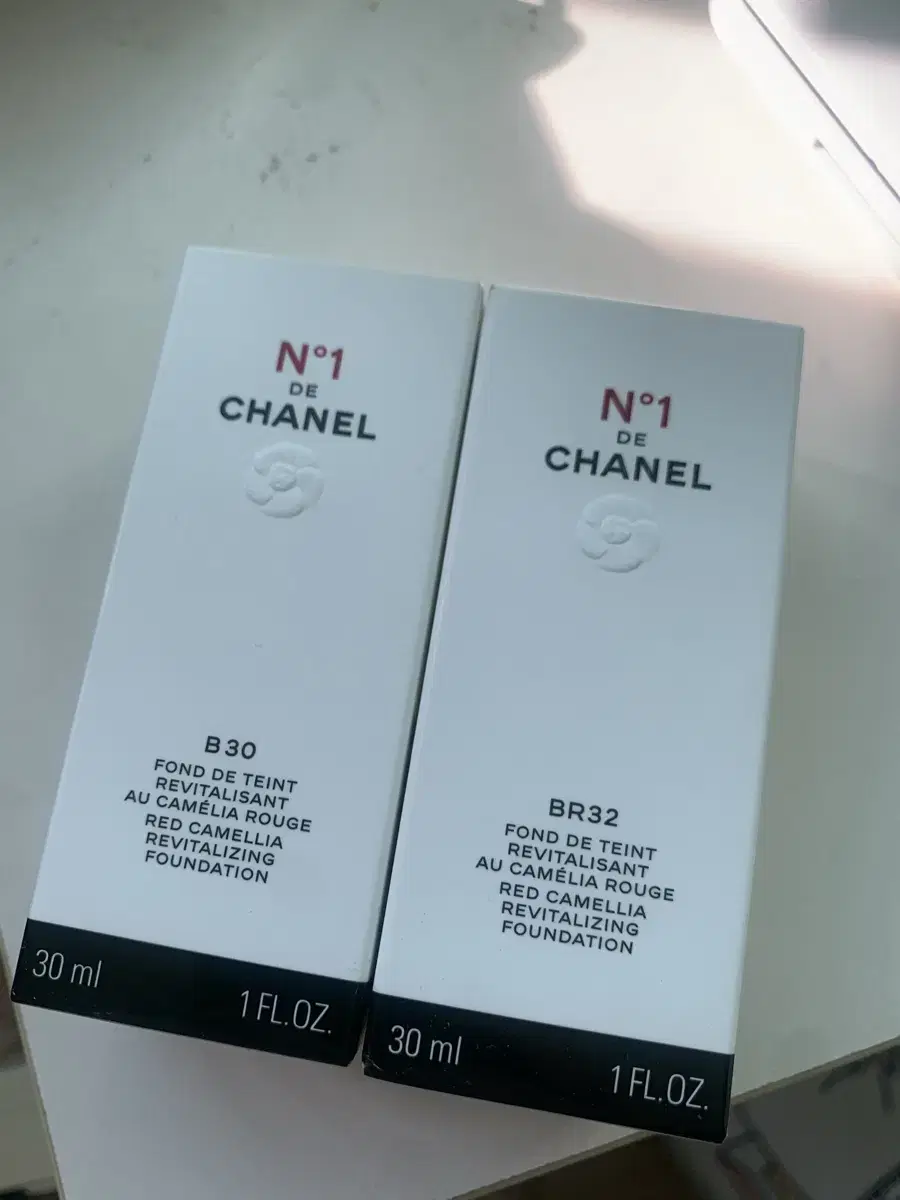 N°1
DE
CHANEL
B30
FOND DE TEINT
REVITALISANT
AU CAMÉLIA ROUGE
RED CAMELLIA
REVITALIZING
FOUNDATION
30 ml
1 FL.OZ.
N°1
DE
CHANEL
BR32
FOND DE TEINT
REVITALISANT
AU CAMÉLIA ROUGE
RED CAMELLIA
REVITALIZING
FOUNDATION
30 ml
1 FL.OZ.